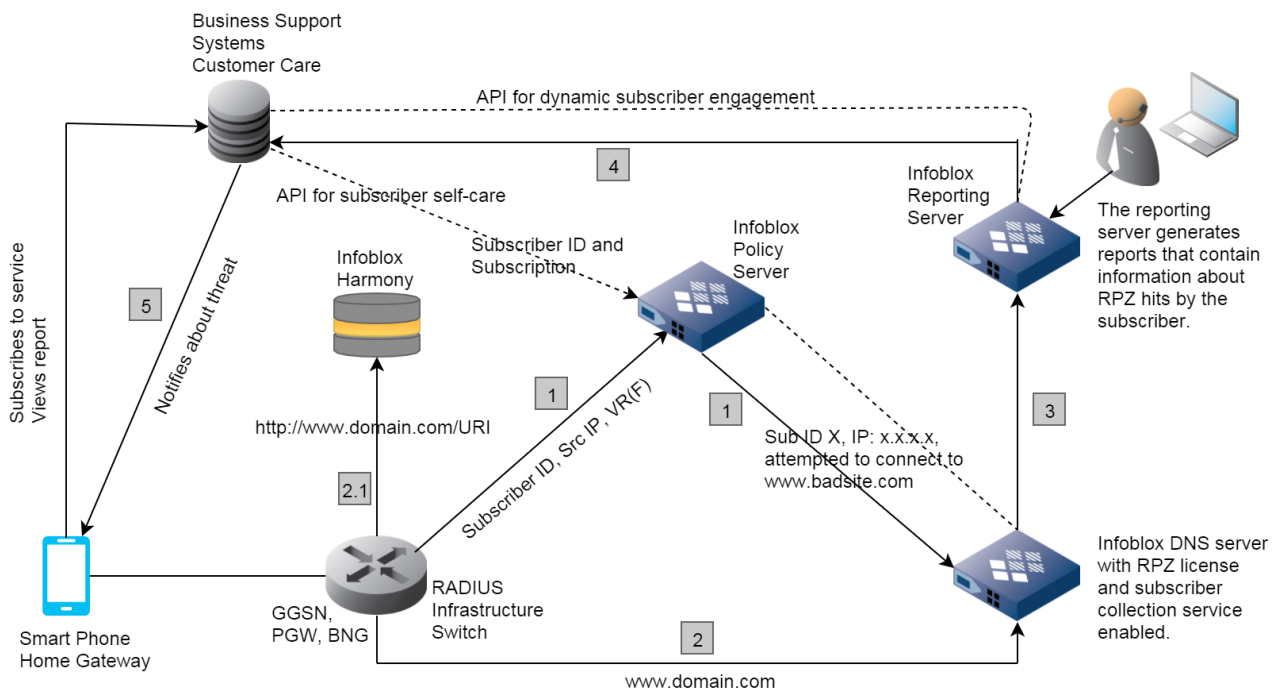 Business Support
Systems
Customer Care
API for dynamic subscriber engagement
4
API for subscriber self-care
Infoblox
Reporting
Server
The reporting
server generates
reports that contain
information about
RPZ hits by the
subscriber.
Subscriber ID and
Subscription
Infoblox
Policy
Server
Infoblox
Harmony
5
Notifies about threat
Subscribes to service
Views report
http://www.domain.com/URI
1
Subscriber ID, Src IP, VR(F)
1
Sub ID X, IP: x.x.x.x,
attempted to connect to
www.badsite.com
3
2.1
Infoblox DNS server
with RPZ license
and subscriber
collection service
enabled.
RADIUS
Infrastructure
Switch
GGSN,
PGW, BNG
Smart Phone
Home Gateway
2
www.domain.com